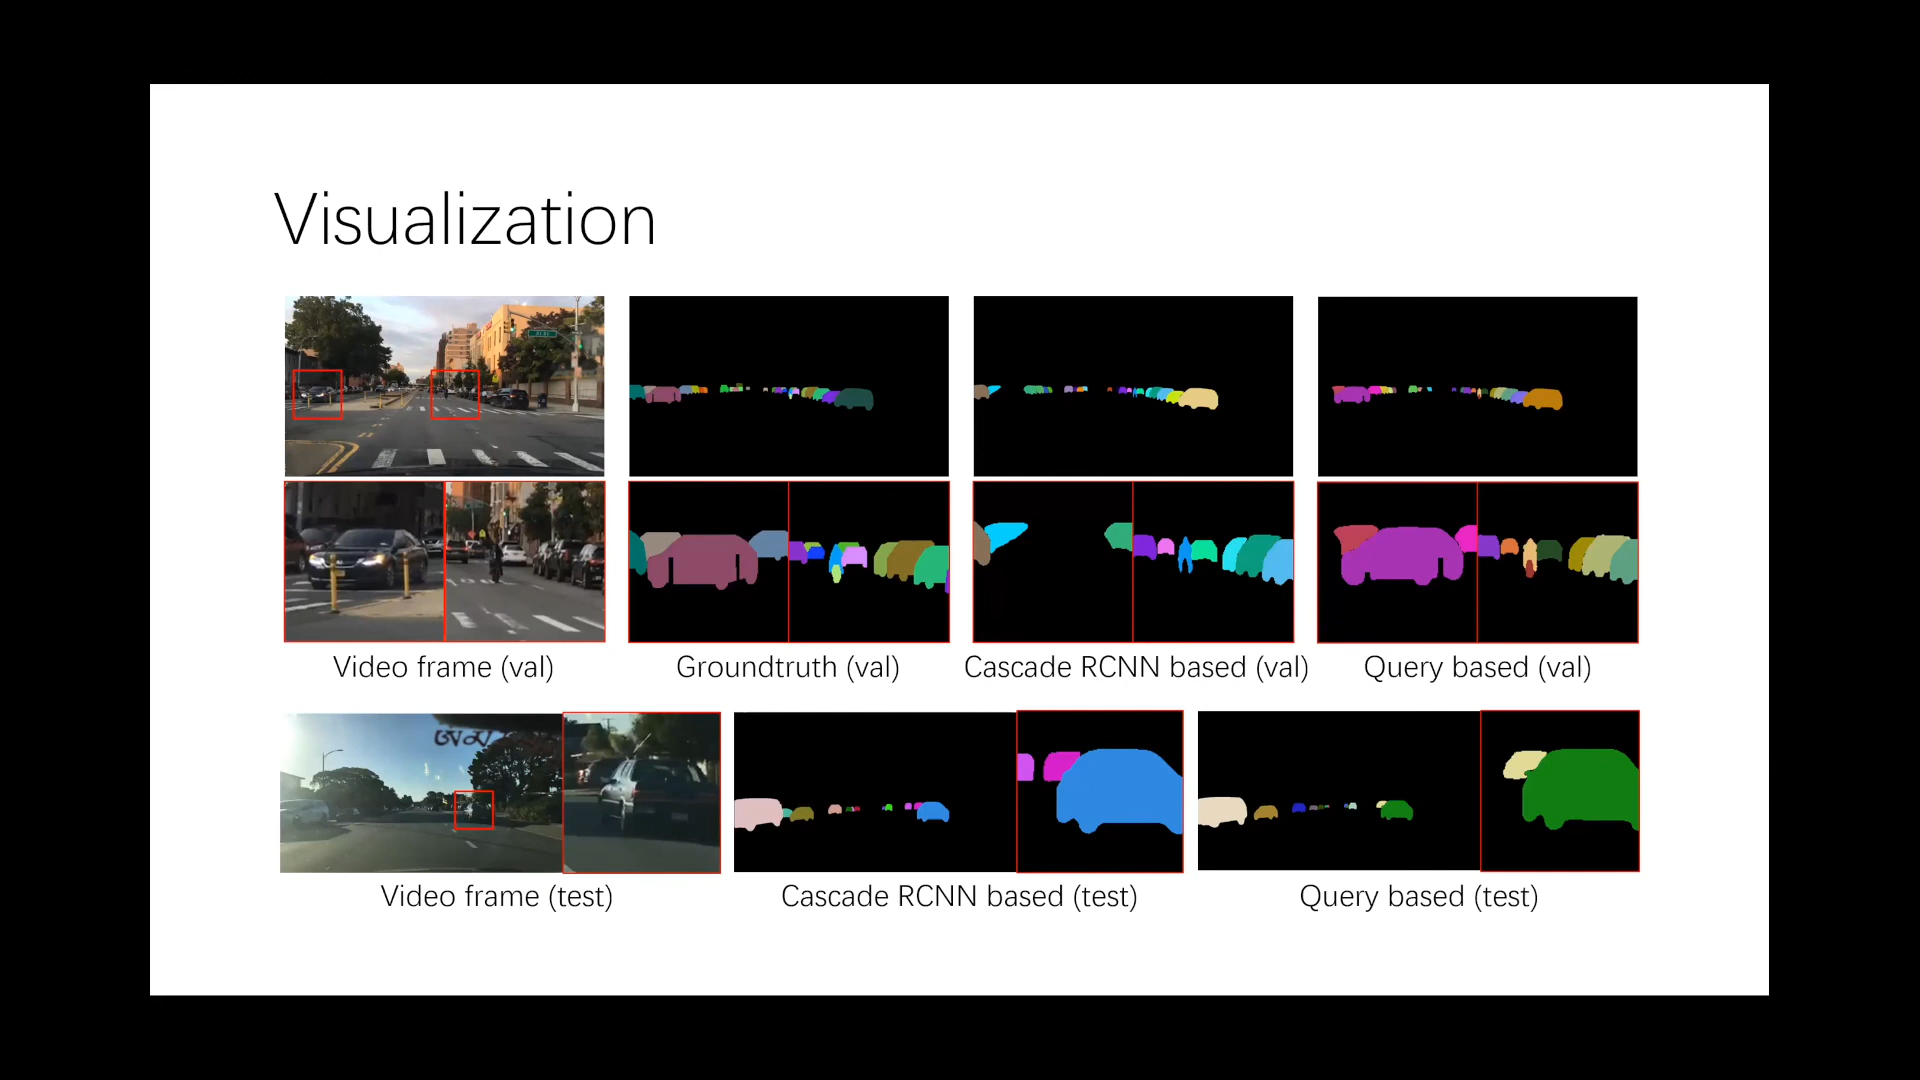 Visualization
Video frame (val)
Groundtruth (val)
Cascade RCNN based (val)
Query based (val)
Video frame (test)
Cascade RCNN based (test)
Query based (test)